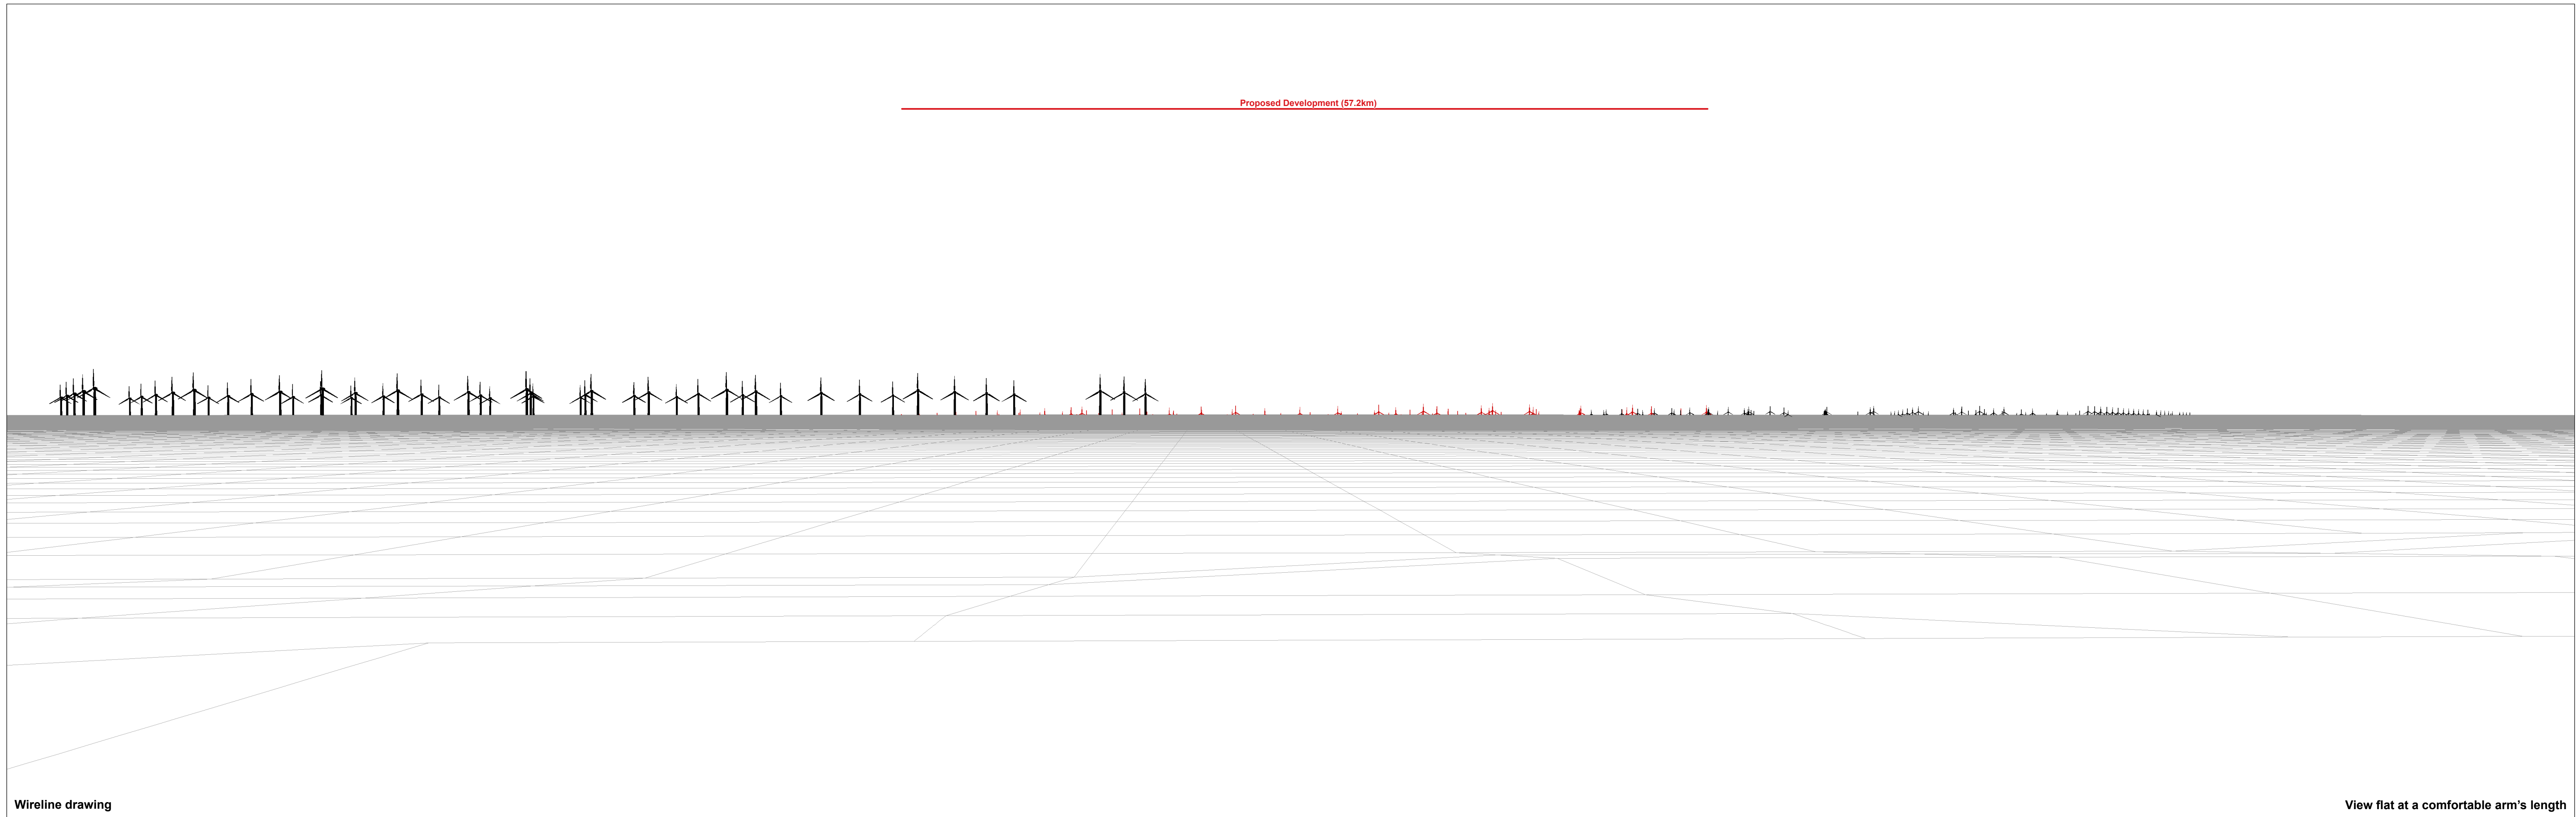 Proposed Development (57.2km)
Wireline drawing
View flat at a comfortable arm’s length